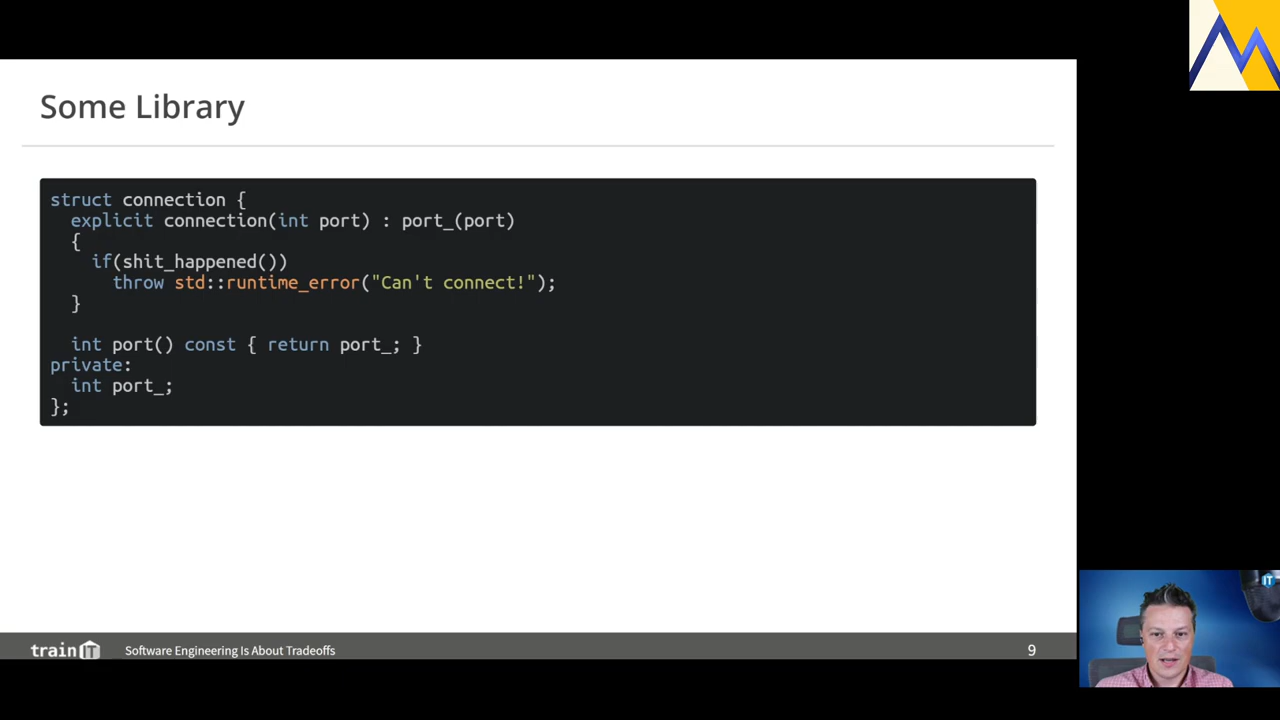 Some Library
struct connection {
explicit connection(int port) : port_(port)
{
if(shit_happened())
throw std::runtime_error("Can't connect!");
}
int port() const { return port_; }
private:
int port_;
};
train IT
Software Engineering Is About Tradeoffs
9
IT